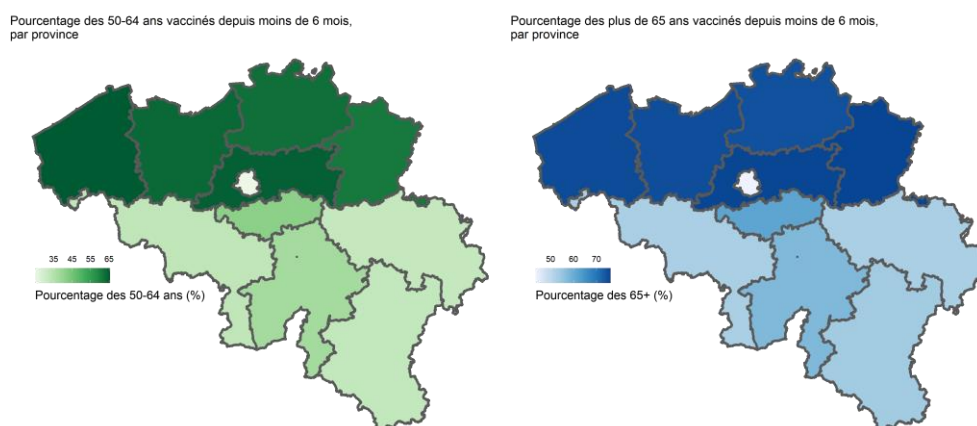 Pourcentage des 50-64 ans vaccinés depuis moins de 6 mois,
par province
35 45 55 65
Pourcentage des 50-64 ans (%)
Pourcentage des plus de 65 ans vaccinés depuis moins de 6 mois,
par province
50 60 70
Pourcentage des 65+ (%)